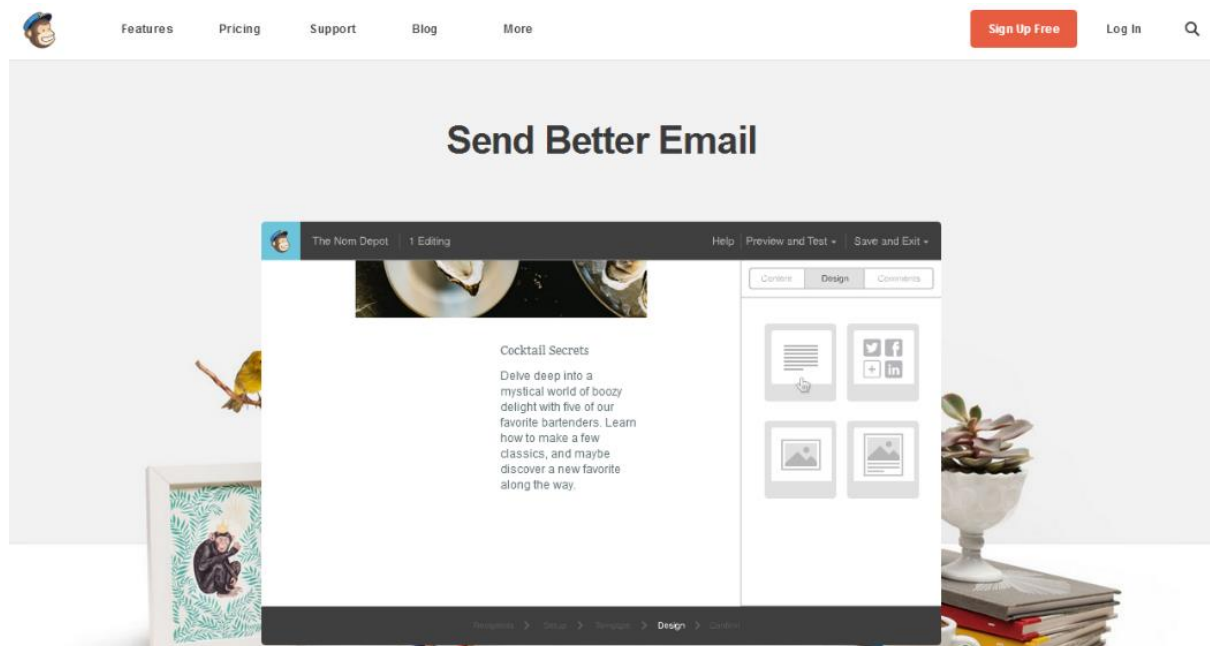 Features Pricing Support Blog More Sign Up Free Log In
Send Better Email
The Nom Depot 1 Editing Help Preview and Test Save and Exit
Content Design Comments
Cocktail Secrets
Delve deep into a
mystical world of boozy
delight with five of our
favorite bartenders. Learn
how to make a few
classics, and maybe
discover a new favorite
along the way.
Design